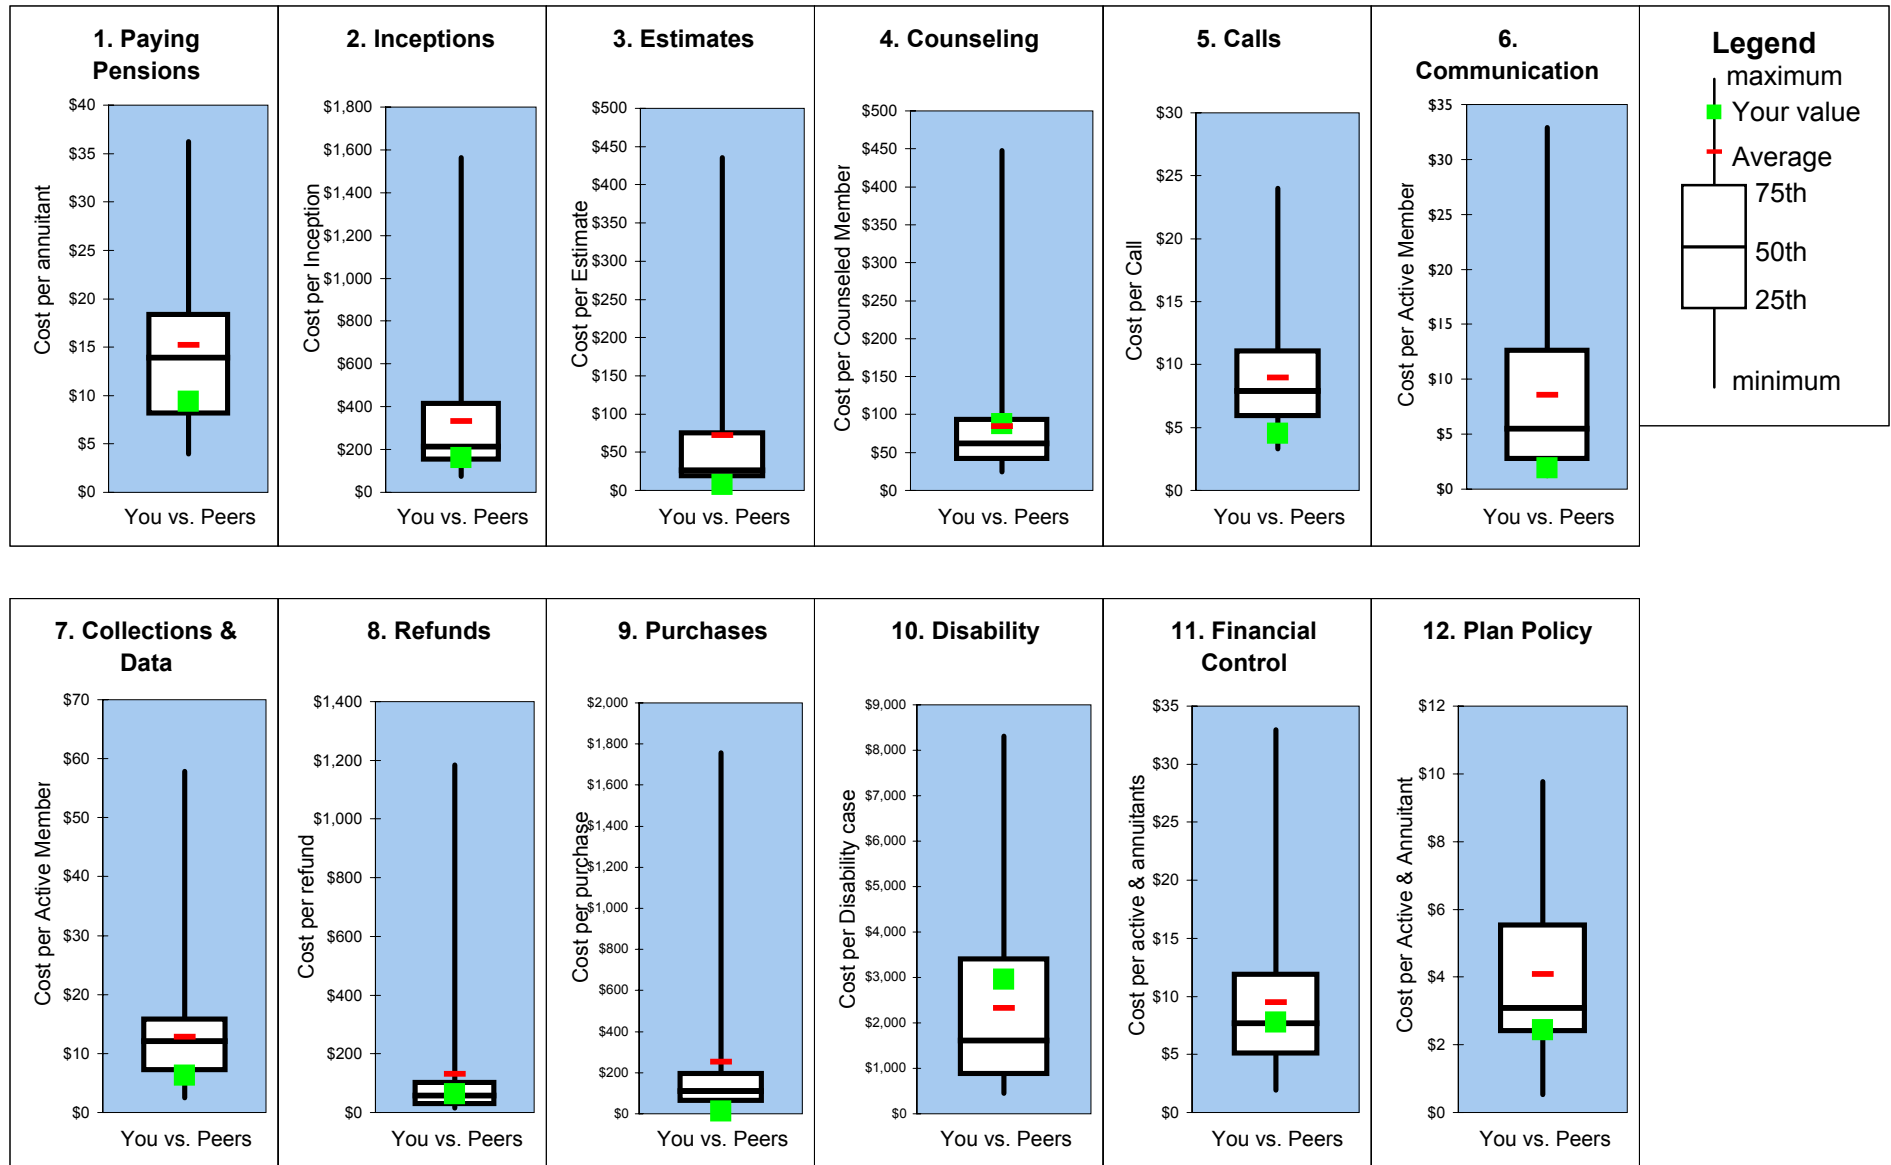 1. Paying
Pensions
$40
$35
$30
$25
$20
$15
$10
$5
$0
Cost per annuitant
You vs. Peers
2. Inceptions
$1,800
$1,600
$1,400
$1,200
$1,000
$800
$600
$400
$200
$0
Cost per Inception
You vs. Peers
3. Estimates
$500
$450
$400
$350
$300
$250
$200
$150
$100
$50
$0
Cost per Estimate
You vs. Peers
4. Counseling
$500
$450
$400
$350
$300
$250
$200
$150
$100
$50
$0
Cost per Counseled Member
You vs. Peers
5. Calls
$30
$25
$20
$15
$10
$5
$0
Cost per Call
You vs. Peers
6.
Communication
$35
$30
$25
$20
$15
$10
$5
$0
Cost per Active Member
You vs. Peers
Legend
maximum
Your value
Average
75th
50th
25th
minimum
7. Collections &
Data
$70
$60
$50
$40
$30
$20
$10
$0
Cost per Active Member
You vs. Peers
8. Refunds
$1,400
$1,200
$1,000
$800
$600
$400
$200
$0
Cost per refund
You vs. Peers
9. Purchases
$2,000
$1,800
$1,600
$1,400
$1,200
$1,000
$800
$600
$400
$200
$0
Cost per purchase
You vs. Peers
10. Disability
$9,000
$8,000
$7,000
$6,000
$5,000
$4,000
$3,000
$2,000
$1,000
$0
Cost per Disability case
You vs. Peers
11. Financial
Control
$35
$30
$25
$20
$15
$10
$5
$0
Cost per active & annuitants
You vs. Peers
12. Plan Policy
$12
$10
$8
$6
$4
$2
$0
Cost per Active & Annuitant
You vs. Peers